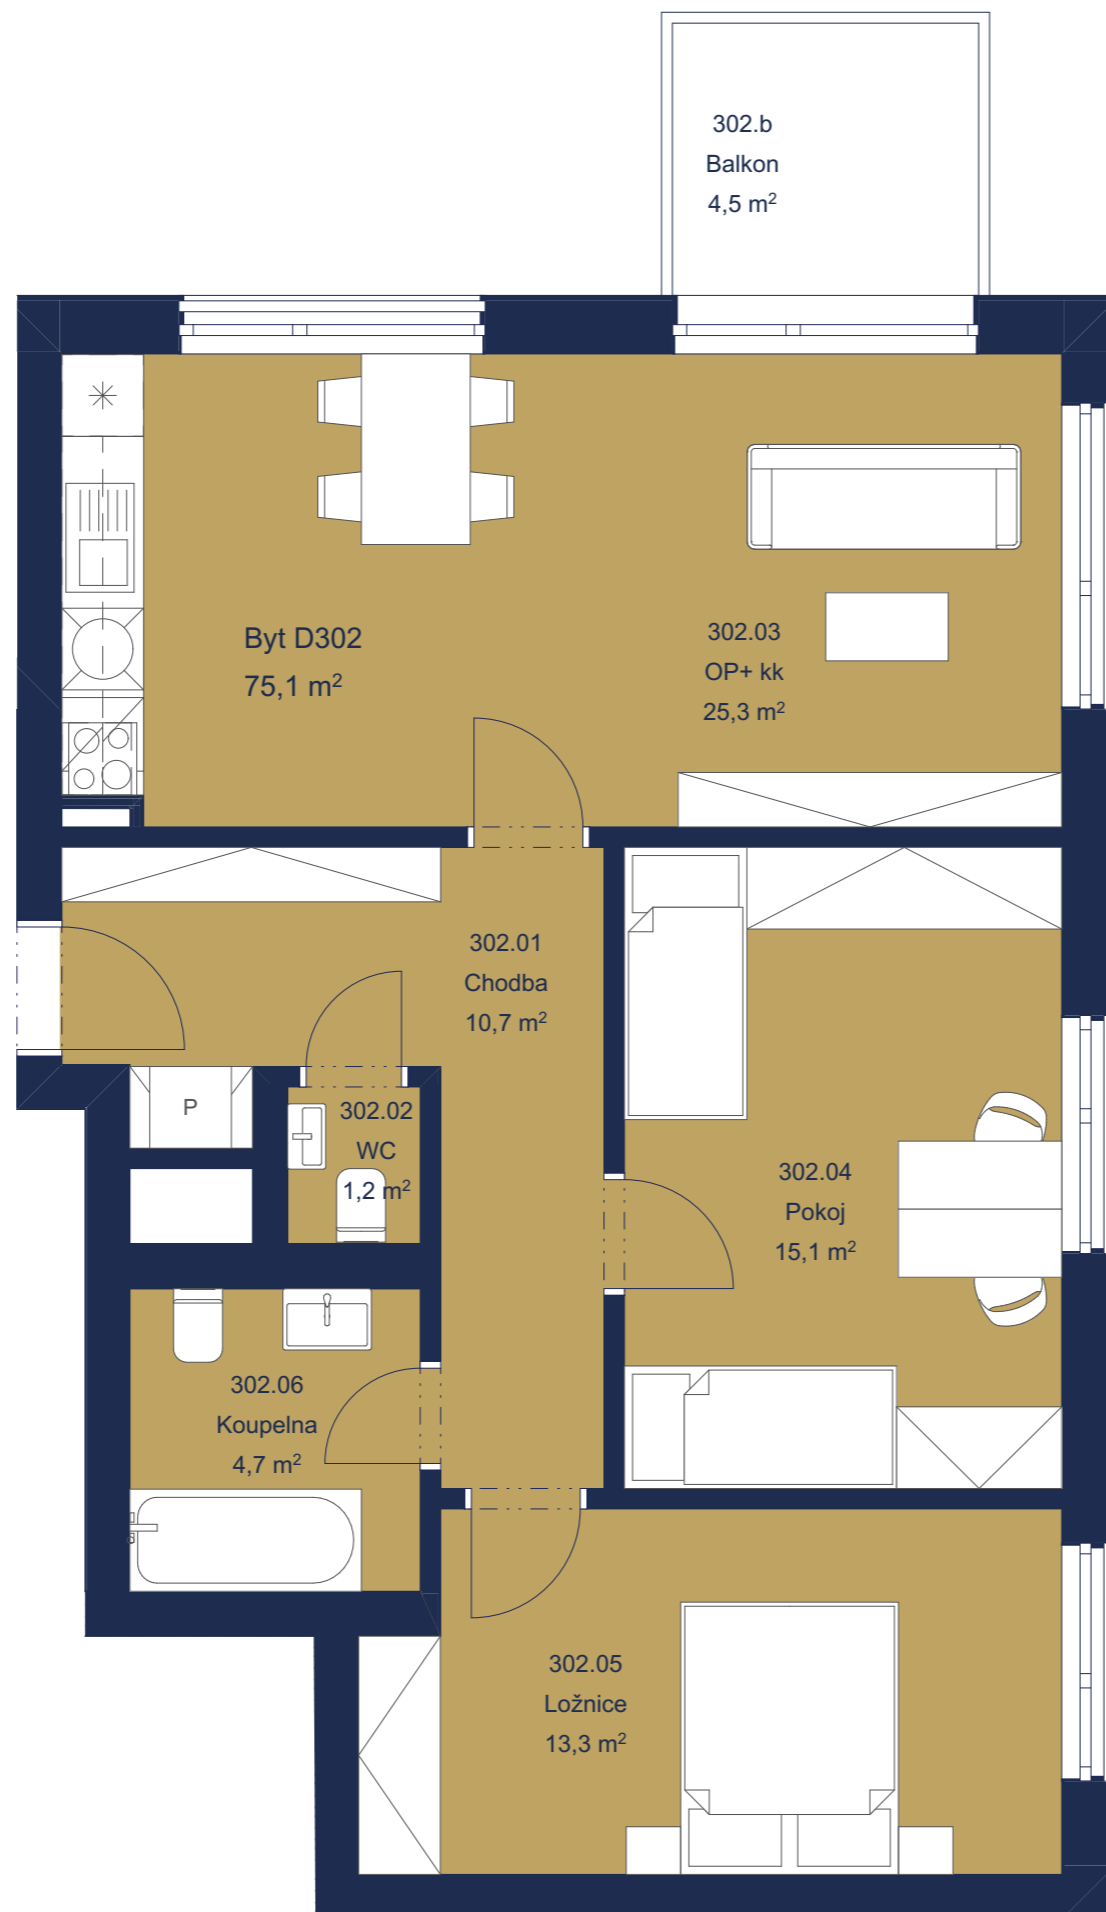 302.b
Balkon
4,5 m²
Byt D302
75,1 m²
302.03
OP+ kk
25,3 m²
302.01
Chodba
10,7 m²
P
302.02
WC
1,2 m²
302.04
Pokoj
15,1 m²
302.06
Koupelna
4,7 m²
302.05
Ložnice
13,3 m²